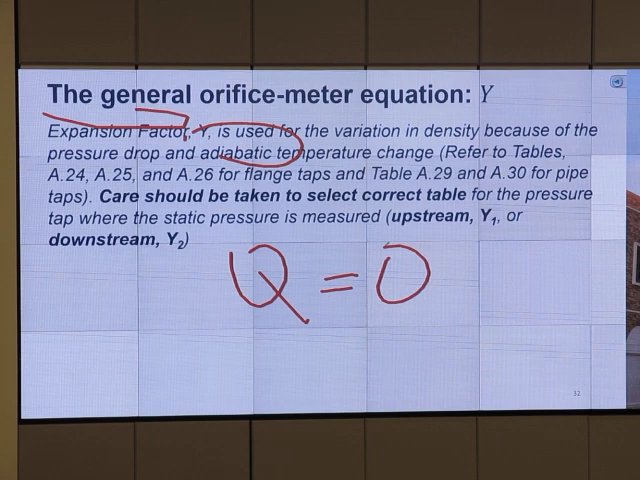 The general orifice-meter equation: Y
Expansion Factor, Y, is used for the variation in density because of the
pressure drop and adiabatic temperature change (Refer to Tables,
A.24, A.25, and A.26 for flange taps and Table A.29 and A.30 for pipe
taps). Care should be taken to select correct table for the pressure
tap where the static pressure is measured (upstream, Y₁, or
downstream, Y₂)
Q = 0
32